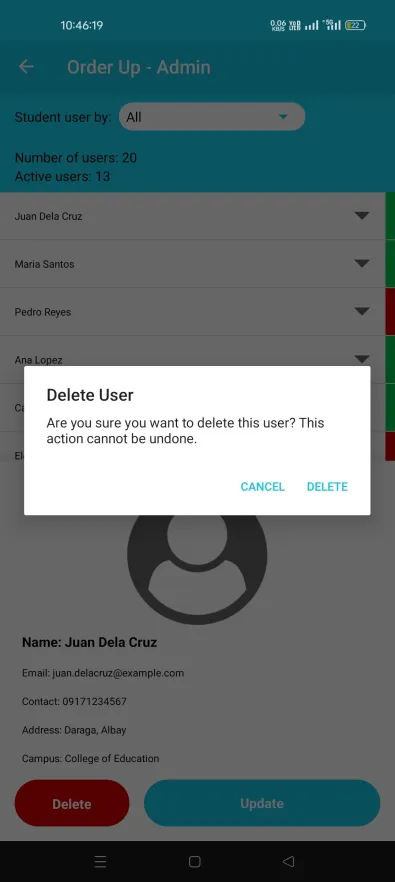 10:46:19
0.06 KB/S Vo LTE 5G 22
Order Up - Admin
Student user by: All
Number of users: 20
Active users: 13
Juan Dela Cruz
Maria Santos
Pedro Reyes
Ana Lopez
Ca
El
Delete User
Are you sure you want to delete this user? This
action cannot be undone.
CANCEL DELETE
Name: Juan Dela Cruz
Email: juan.delacruz@example.com
Contact: 09171234567
Address: Daraga, Albay
Campus: College of Education
Delete Update